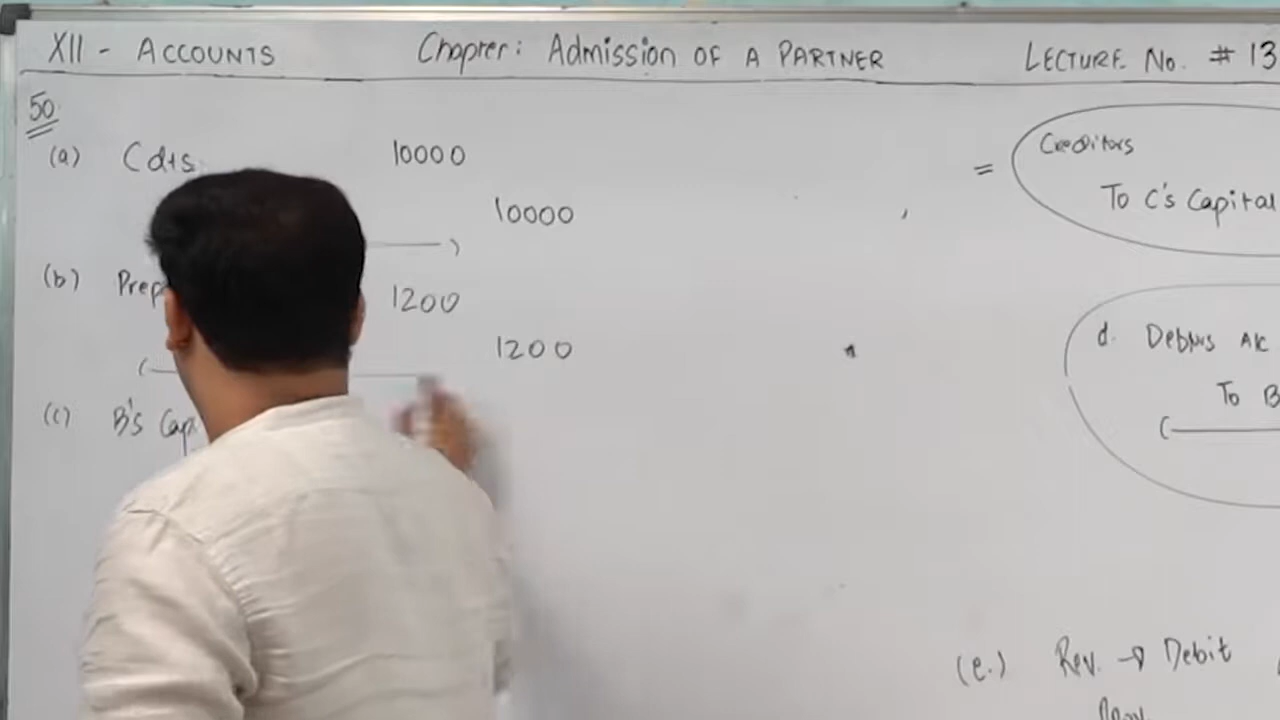 XII - ACCOUNTS Chapter: Admission OF A PARTNER LECTURE No. # 13
50
(a) Cdts. 10000
10000
(b) Prep 1200
1200
(c) B's Cap
= Creditors
To C's Capital
d. Debtors A/c
To B
(e.) Rev. → Debit